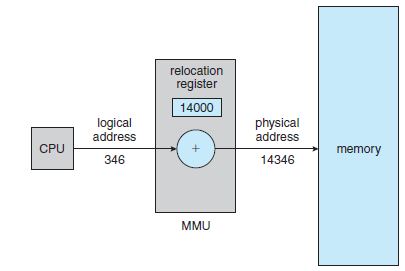 relocation
register
14000
logical
address
346
CPU
+
physical
address
14346
memory
MMU